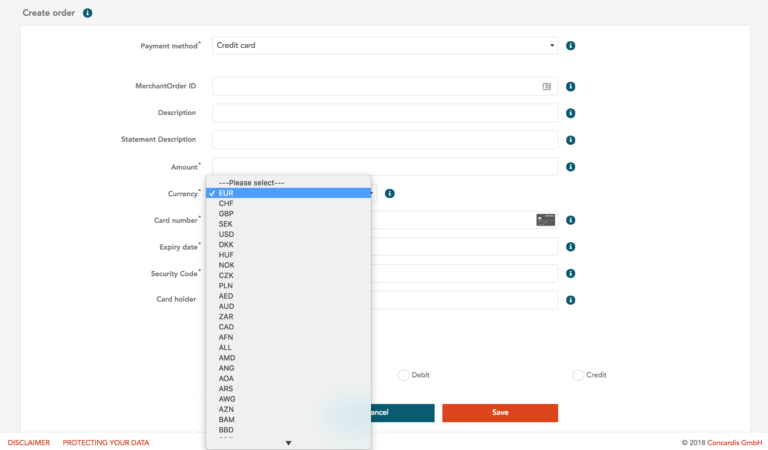 Create order
Payment method*
Credit card
MerchantOrder ID
Description
Statement Description
Amount*
Currency*
---Please select---
✓ EUR
CHF
GBP
SEK
USD
DKK
HUF
NOK
CZK
PLN
AED
AUD
ZAR
CAD
AFN
ALL
AMD
ANG
AOA
ARS
AWG
AZN
BAM
BBD
Card number*
Expiry date*
Security Code*
Card holder
Debit
Credit
ancel
Save
DISCLAIMER
PROTECTING YOUR DATA
© 2018 Concardis GmbH